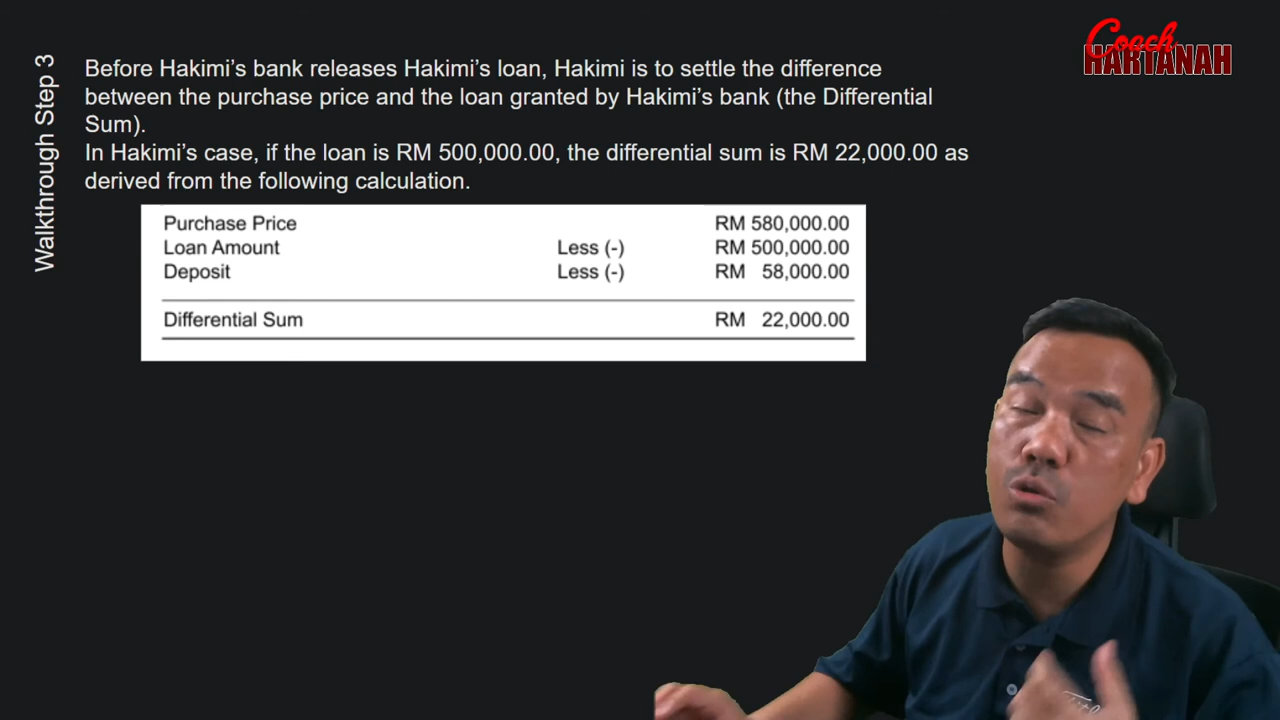 Coach
HARTANAH
Walkthrough Step 3
Before Hakimi's bank releases Hakimi's loan, Hakimi is to settle the difference
between the purchase price and the loan granted by Hakimi's bank (the Differential
Sum).
In Hakimi's case, if the loan is RM 500,000.00, the differential sum is RM 22,000.00 as
derived from the following calculation.
Purchase Price RM 580,000.00
Loan Amount Less (-) RM 500,000.00
Deposit Less (-) RM 58,000.00
Differential Sum RM 22,000.00